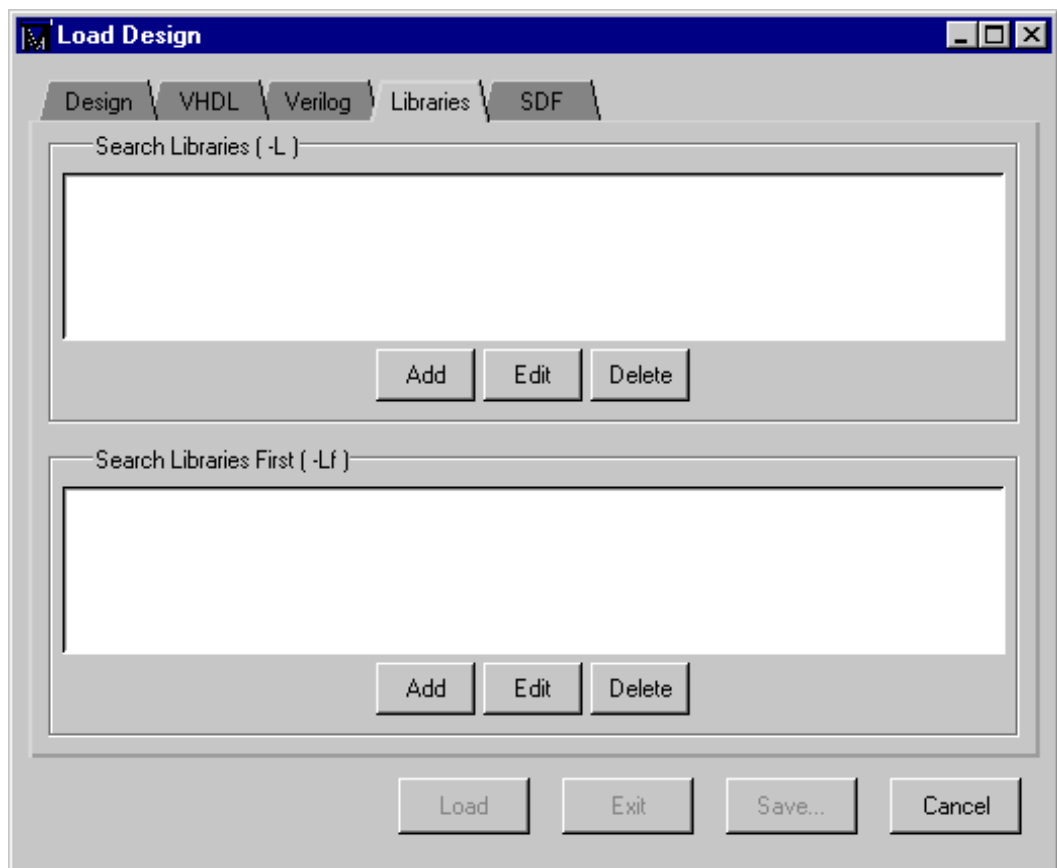 Load Design
Design VHDL Verilog Libraries SDF
Search Libraries ( -L )
Add Edit Delete
Search Libraries First ( -Lf )
Add Edit Delete
Load Exit Save... Cancel